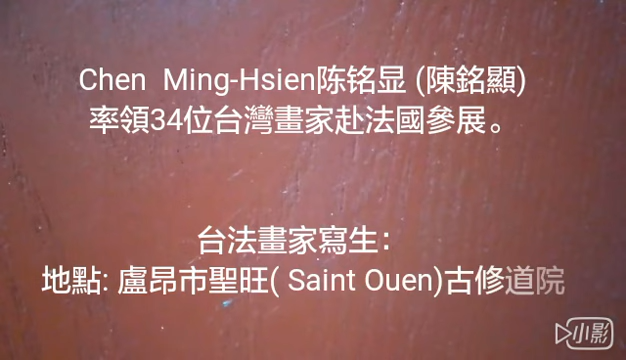 Chen Ming-Hsien陈铭显 (陳銘顯)
率領34位台灣畫家赴法國參展。
台法畫家寫生：
地點: 盧昂市聖旺( Saint Ouen)古修道院
小影